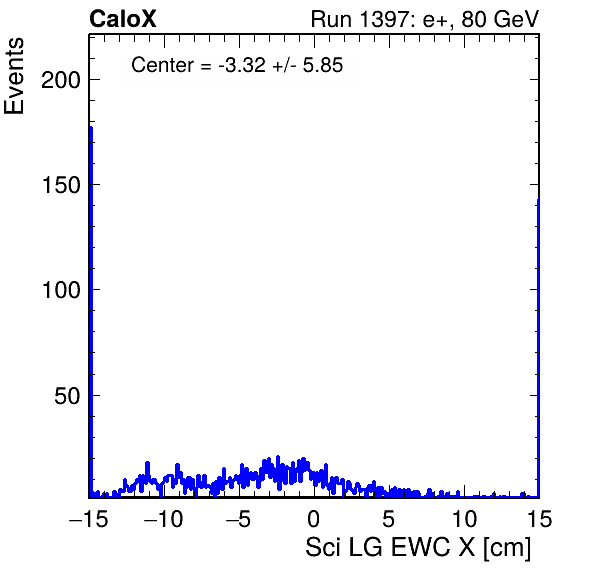 CaloX Run 1397: e+, 80 GeV
Center = -3.32 +/- 5.85
Events
200
150
100
50
−15 −10 −5 0 5 10 15
Sci LG EWC X [cm]